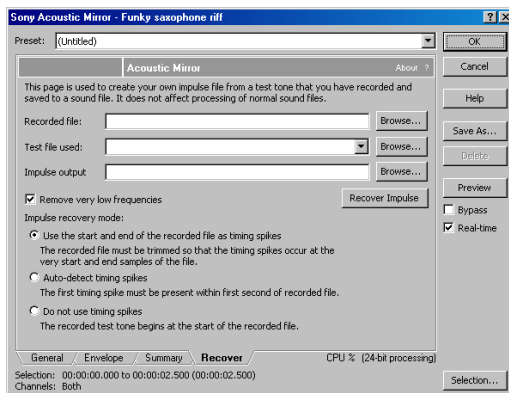 Sony Acoustic Mirror - Funky saxophone riff
Preset: (Untitled)
OK
Acoustic Mirror About ?
Cancel
This page is used to create your own impulse file from a test tone that you have recorded and
saved to a sound file. It does not affect processing of normal sound files.
Help
Recorded file: Browse...
Save As...
Test file used: Browse...
Delete
Impulse output Browse...
Preview
Remove very low frequencies Recover Impulse
Bypass
Impulse recovery mode:
Real-time
Use the start and end of the recorded file as timing spikes
The recorded file must be trimmed so that the timing spikes occur at the
very start and end samples of the file.
Auto-detect timing spikes
The first timing spike must be present within first second of recorded file.
Do not use timing spikes
The recorded test tone begins at the start of the recorded file.
General Envelope Summary Recover CPU % (24-bit processing)
Selection: 00:00:00.000 to 00:00:02.500 (00:00:02.500)
Channels: Both
Selection...